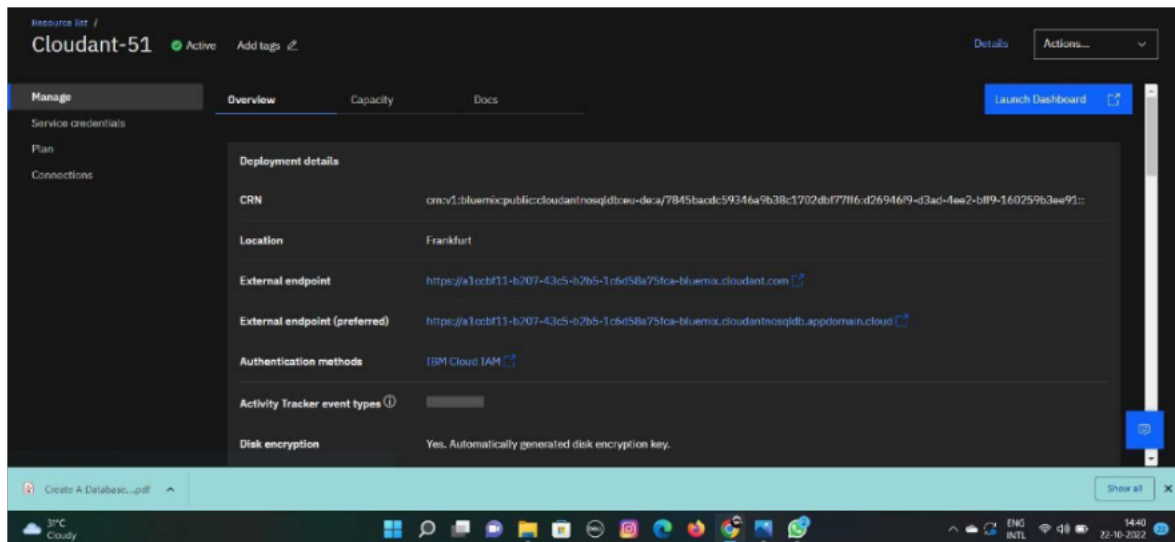 Resource list /
Cloudant-51 Active Add tags Details Actions...
Manage Overview Capacity Docs Launch Dashboard
Service credentials
Plan
Connections
Deployment details
CRN crn:v1:bluemix:public:cloudantnosqldb:eu-de:a/7845bacdc59346a9b38c1702dbf77ff6:d26946f9-d3ad-4ee2-bff9-160259b3ee91::
Location Frankfurt
External endpoint https://a1ccbf11-b207-43c5-b2b5-1c6d58a75fca-bluemix.cloudant.com
External endpoint (preferred) https://a1ccbf11-b207-43c5-b2b5-1c6d58a75fca-bluemix.cloudantnosqldb.appdomain.cloud
Authentication methods IBM Cloud IAM
Activity Tracker event types
Disk encryption Yes. Automatically generated disk encryption key.
Create A Database....pdf Show all
31°C ENG 14:40
Cloudy INTL 22-10-2022